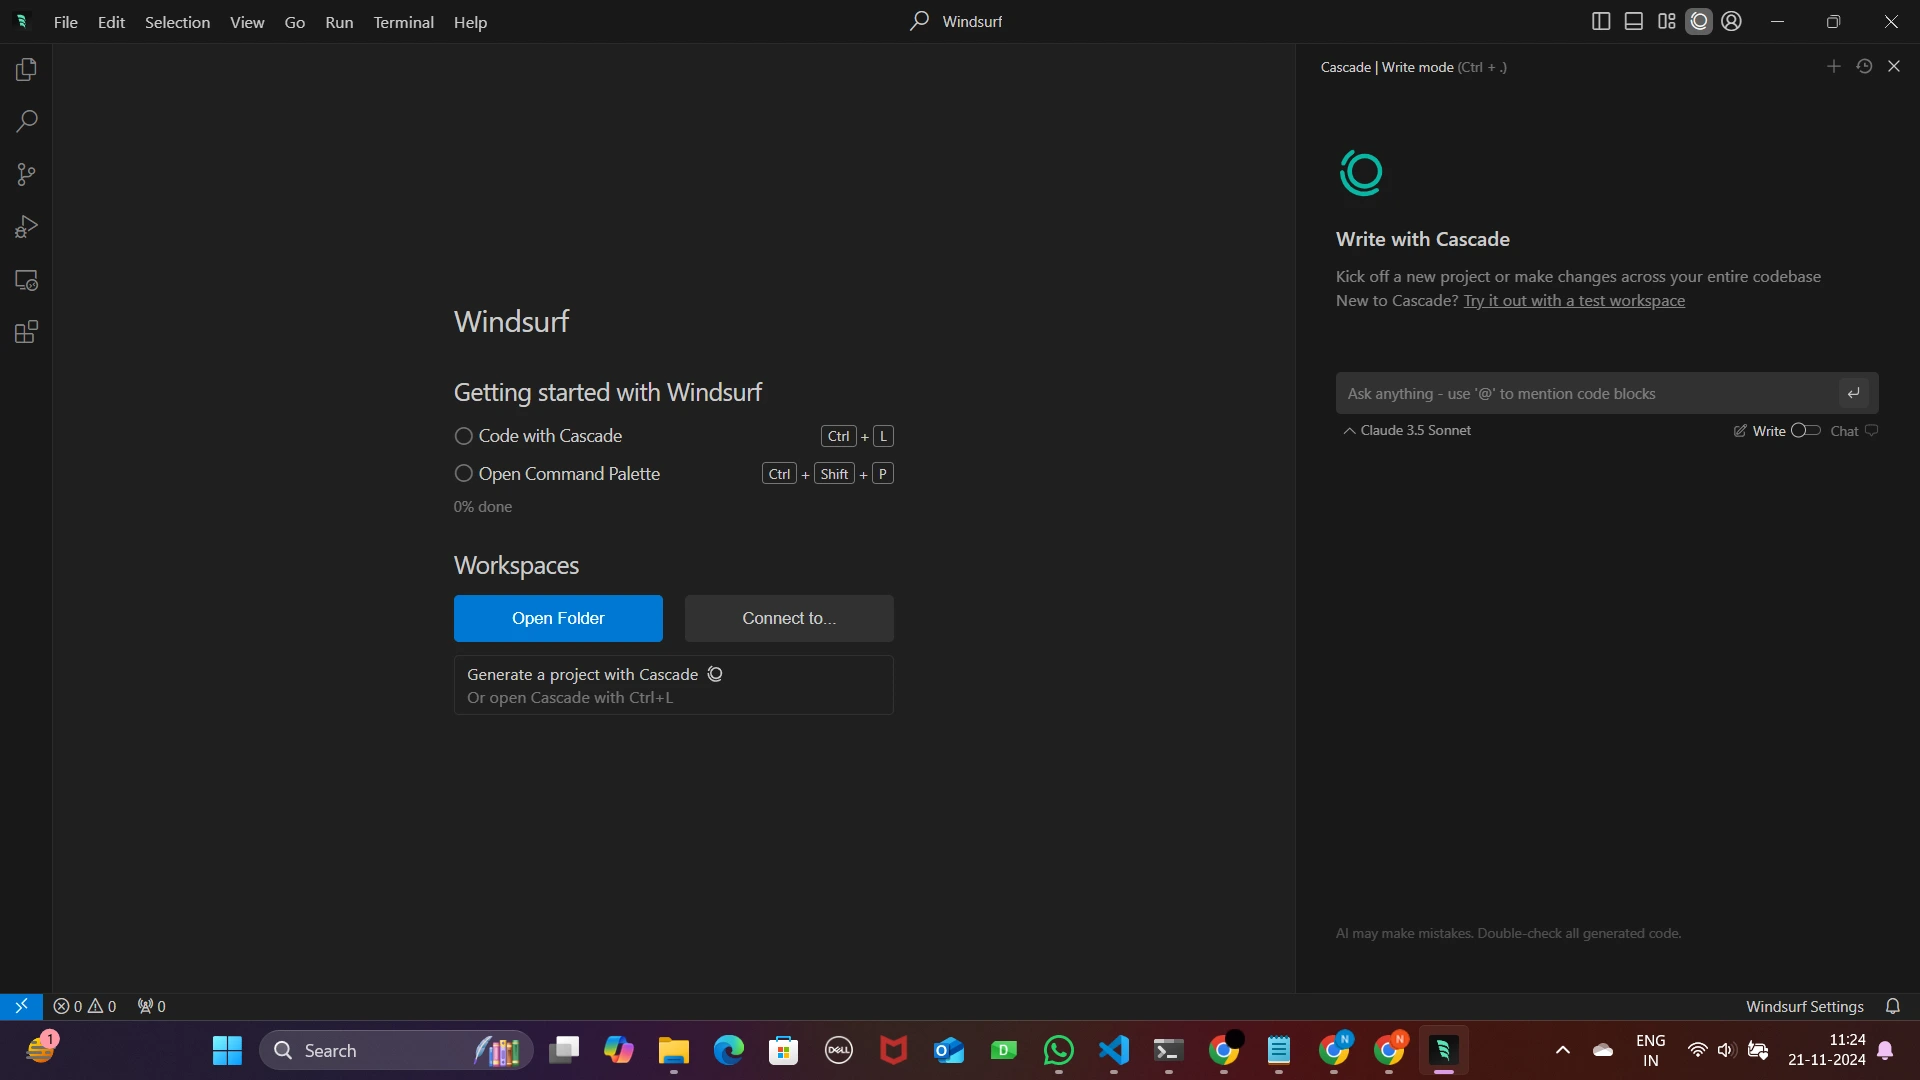 File Edit Selection View Go Run Terminal Help
Windsurf
Cascade | Write mode (Ctrl + .)
Write with Cascade
Kick off a new project or make changes across your entire codebase
New to Cascade? Try it out with a test workspace
Ask anything - use '@' to mention code blocks
Claude 3.5 Sonnet
Write Chat
Windsurf
Getting started with Windsurf
Code with Cascade Ctrl + L
Open Command Palette Ctrl + Shift + P
0% done
Workspaces
Open Folder Connect to...
Generate a project with Cascade
Or open Cascade with Ctrl+L
AI may make mistakes. Double-check all generated code.
0 0 0
Windsurf Settings
1
Search
DELL
D
N
N
ENG
IN
11:24
21-11-2024